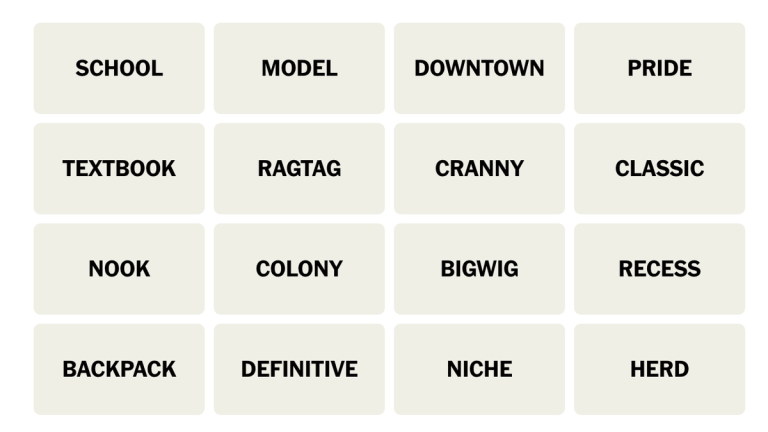 SCHOOL MODEL DOWNTOWN PRIDE
TEXTBOOK RAGTAG CRANNY CLASSIC
NOOK COLONY BIGWIG RECESS
BACKPACK DEFINITIVE NICHE HERD